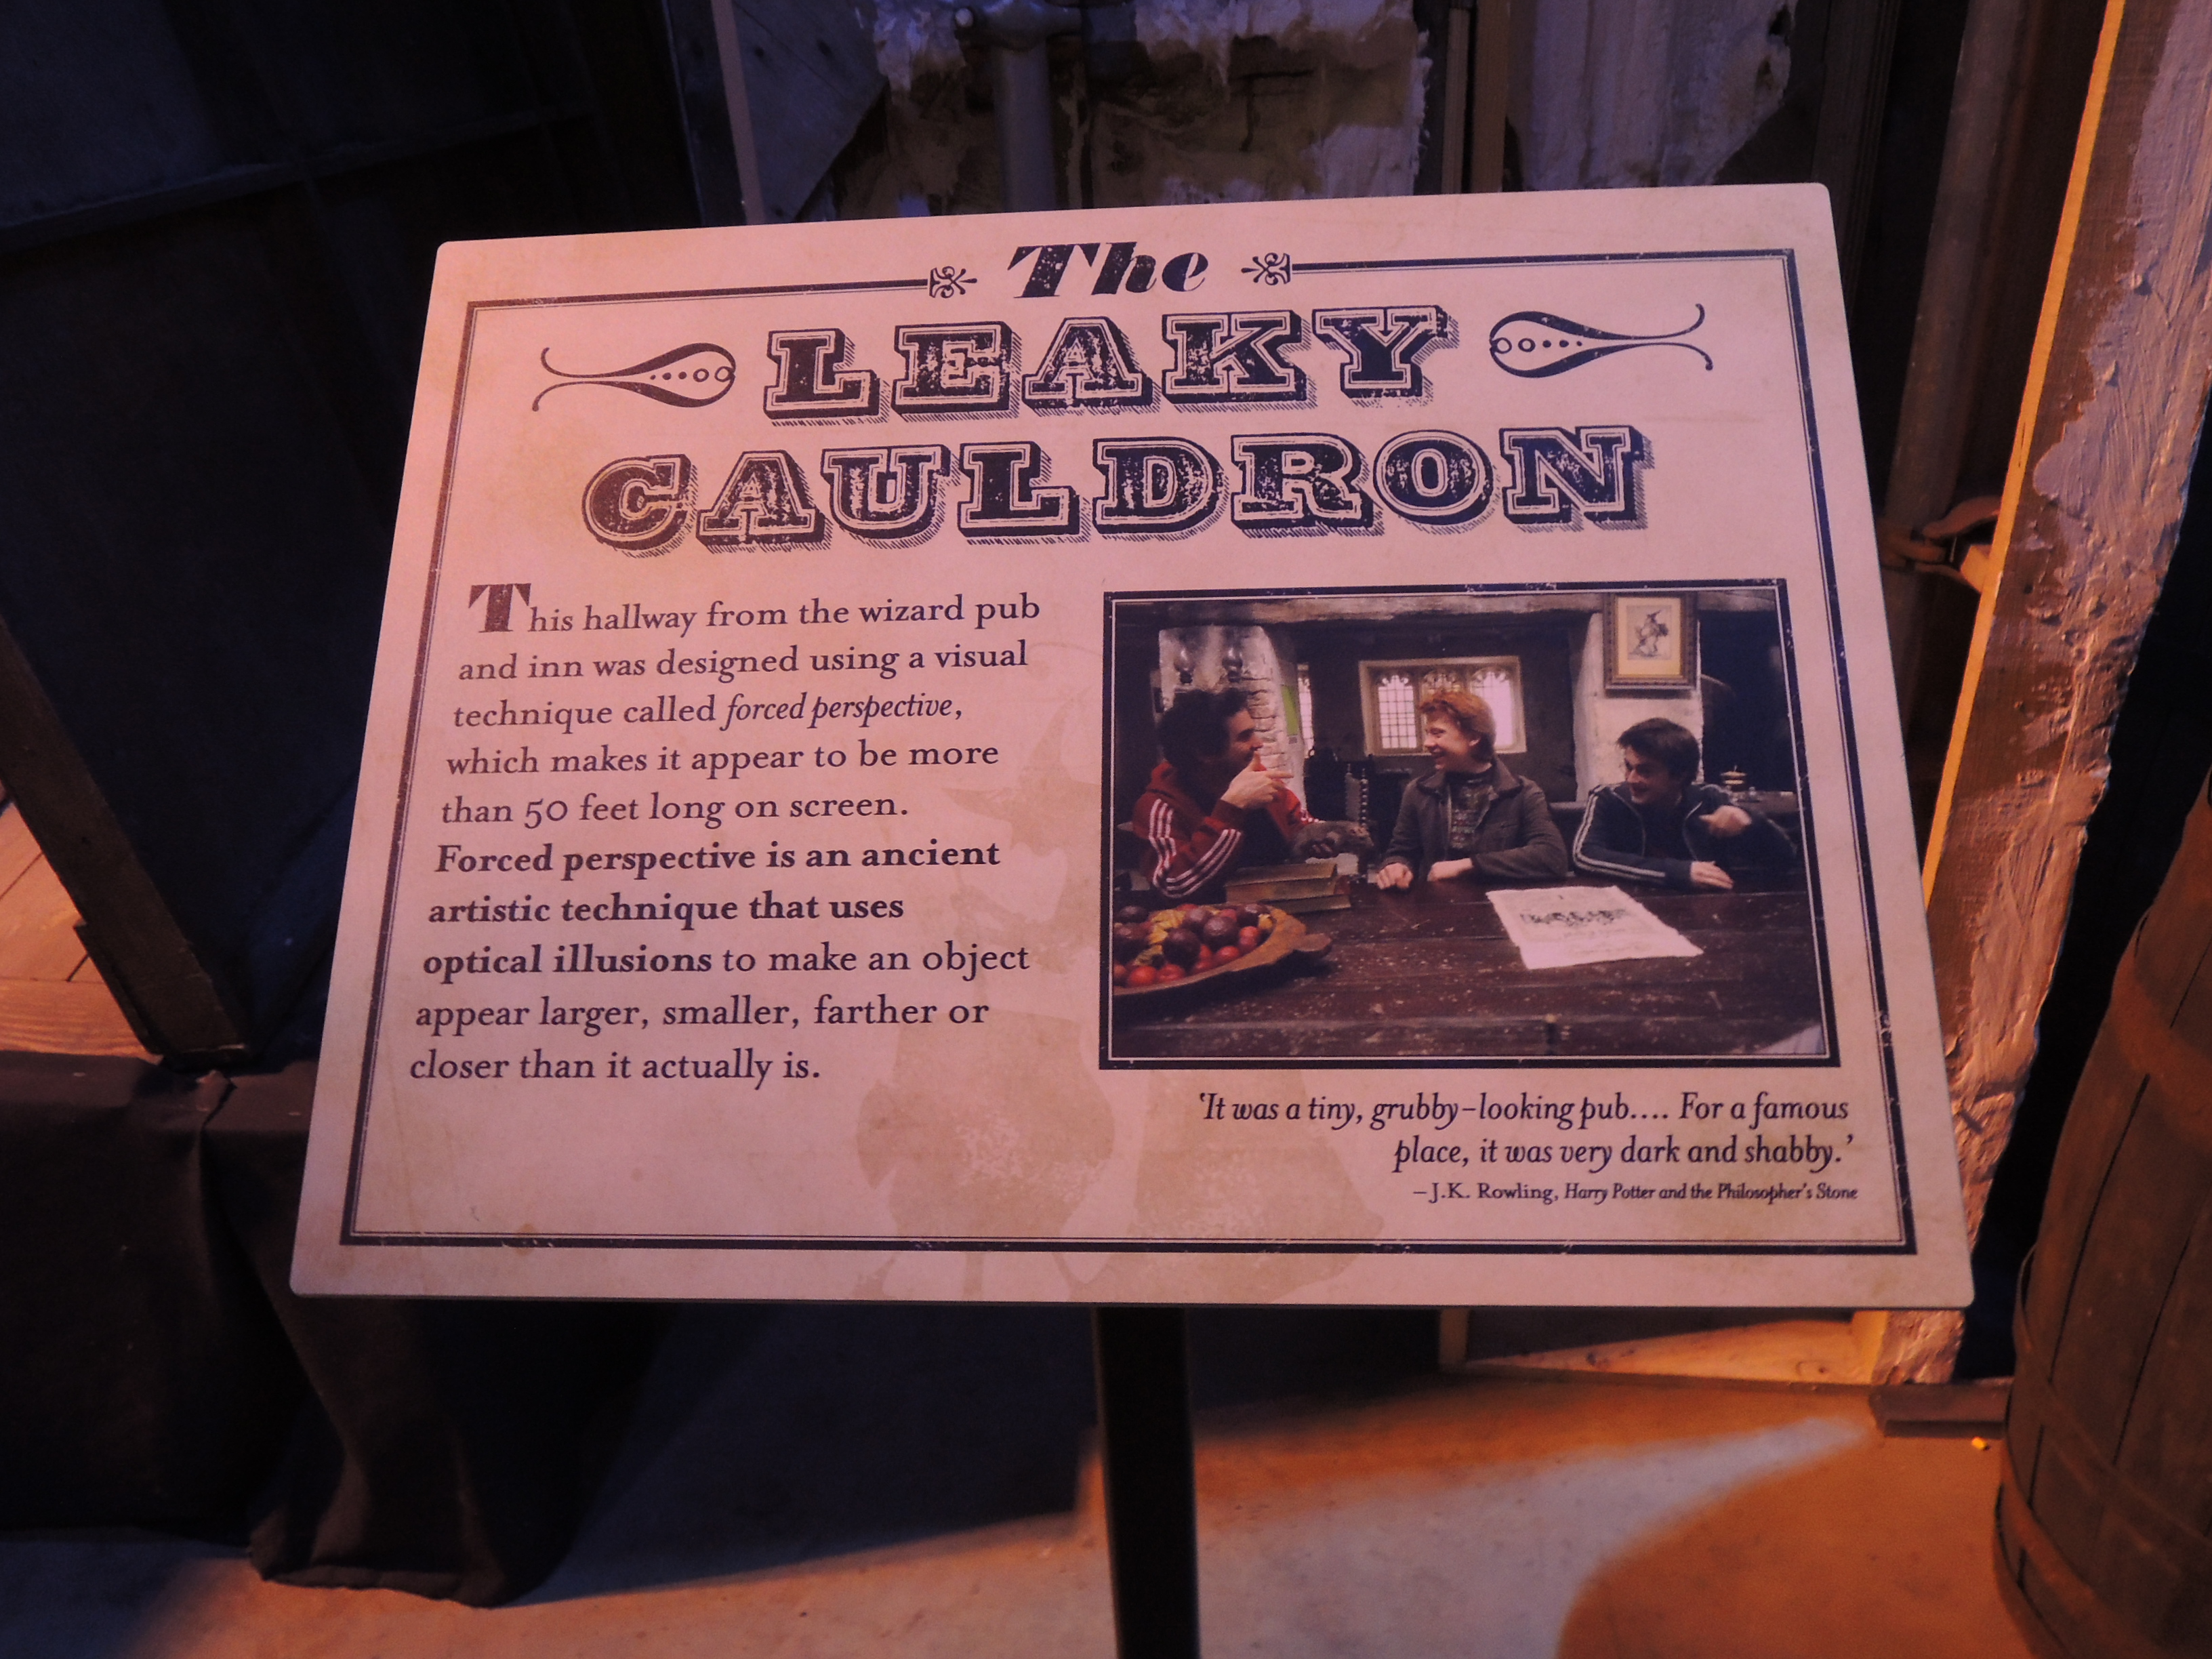 The
LEAKY
CAULDRON
This hallway from the wizard pub
and inn was designed using a visual
technique called forced perspective,
which makes it appear to be more
than 50 feet long on screen.
Forced perspective is an ancient
artistic technique that uses
optical illusions to make an object
appear larger, smaller, farther or
closer than it actually is.
'It was a tiny, grubby-looking pub.... For a famous
place, it was very dark and shabby.'
–J.K. Rowling, Harry Potter and the Philosopher's Stone